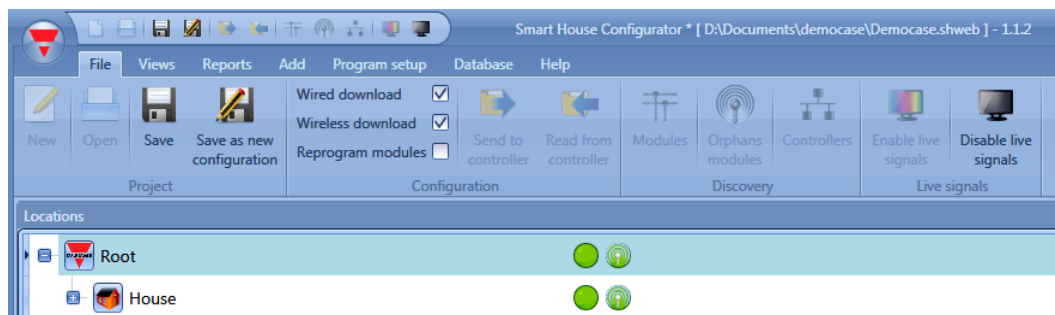 Smart House Configurator * [ D:\Documents\democase\Democase.shweb ] - 1.1.2
File Views Reports Add Program setup Database Help
New
Open
Save
Save as new
configuration
Project
Wired download
Wireless download
Reprogram modules
Send to
controller
Read from
controller
Configuration
Modules
Orphans
modules
Controllers
Discovery
Enable live
signals
Disable live
signals
Live signals
Locations
Root
House